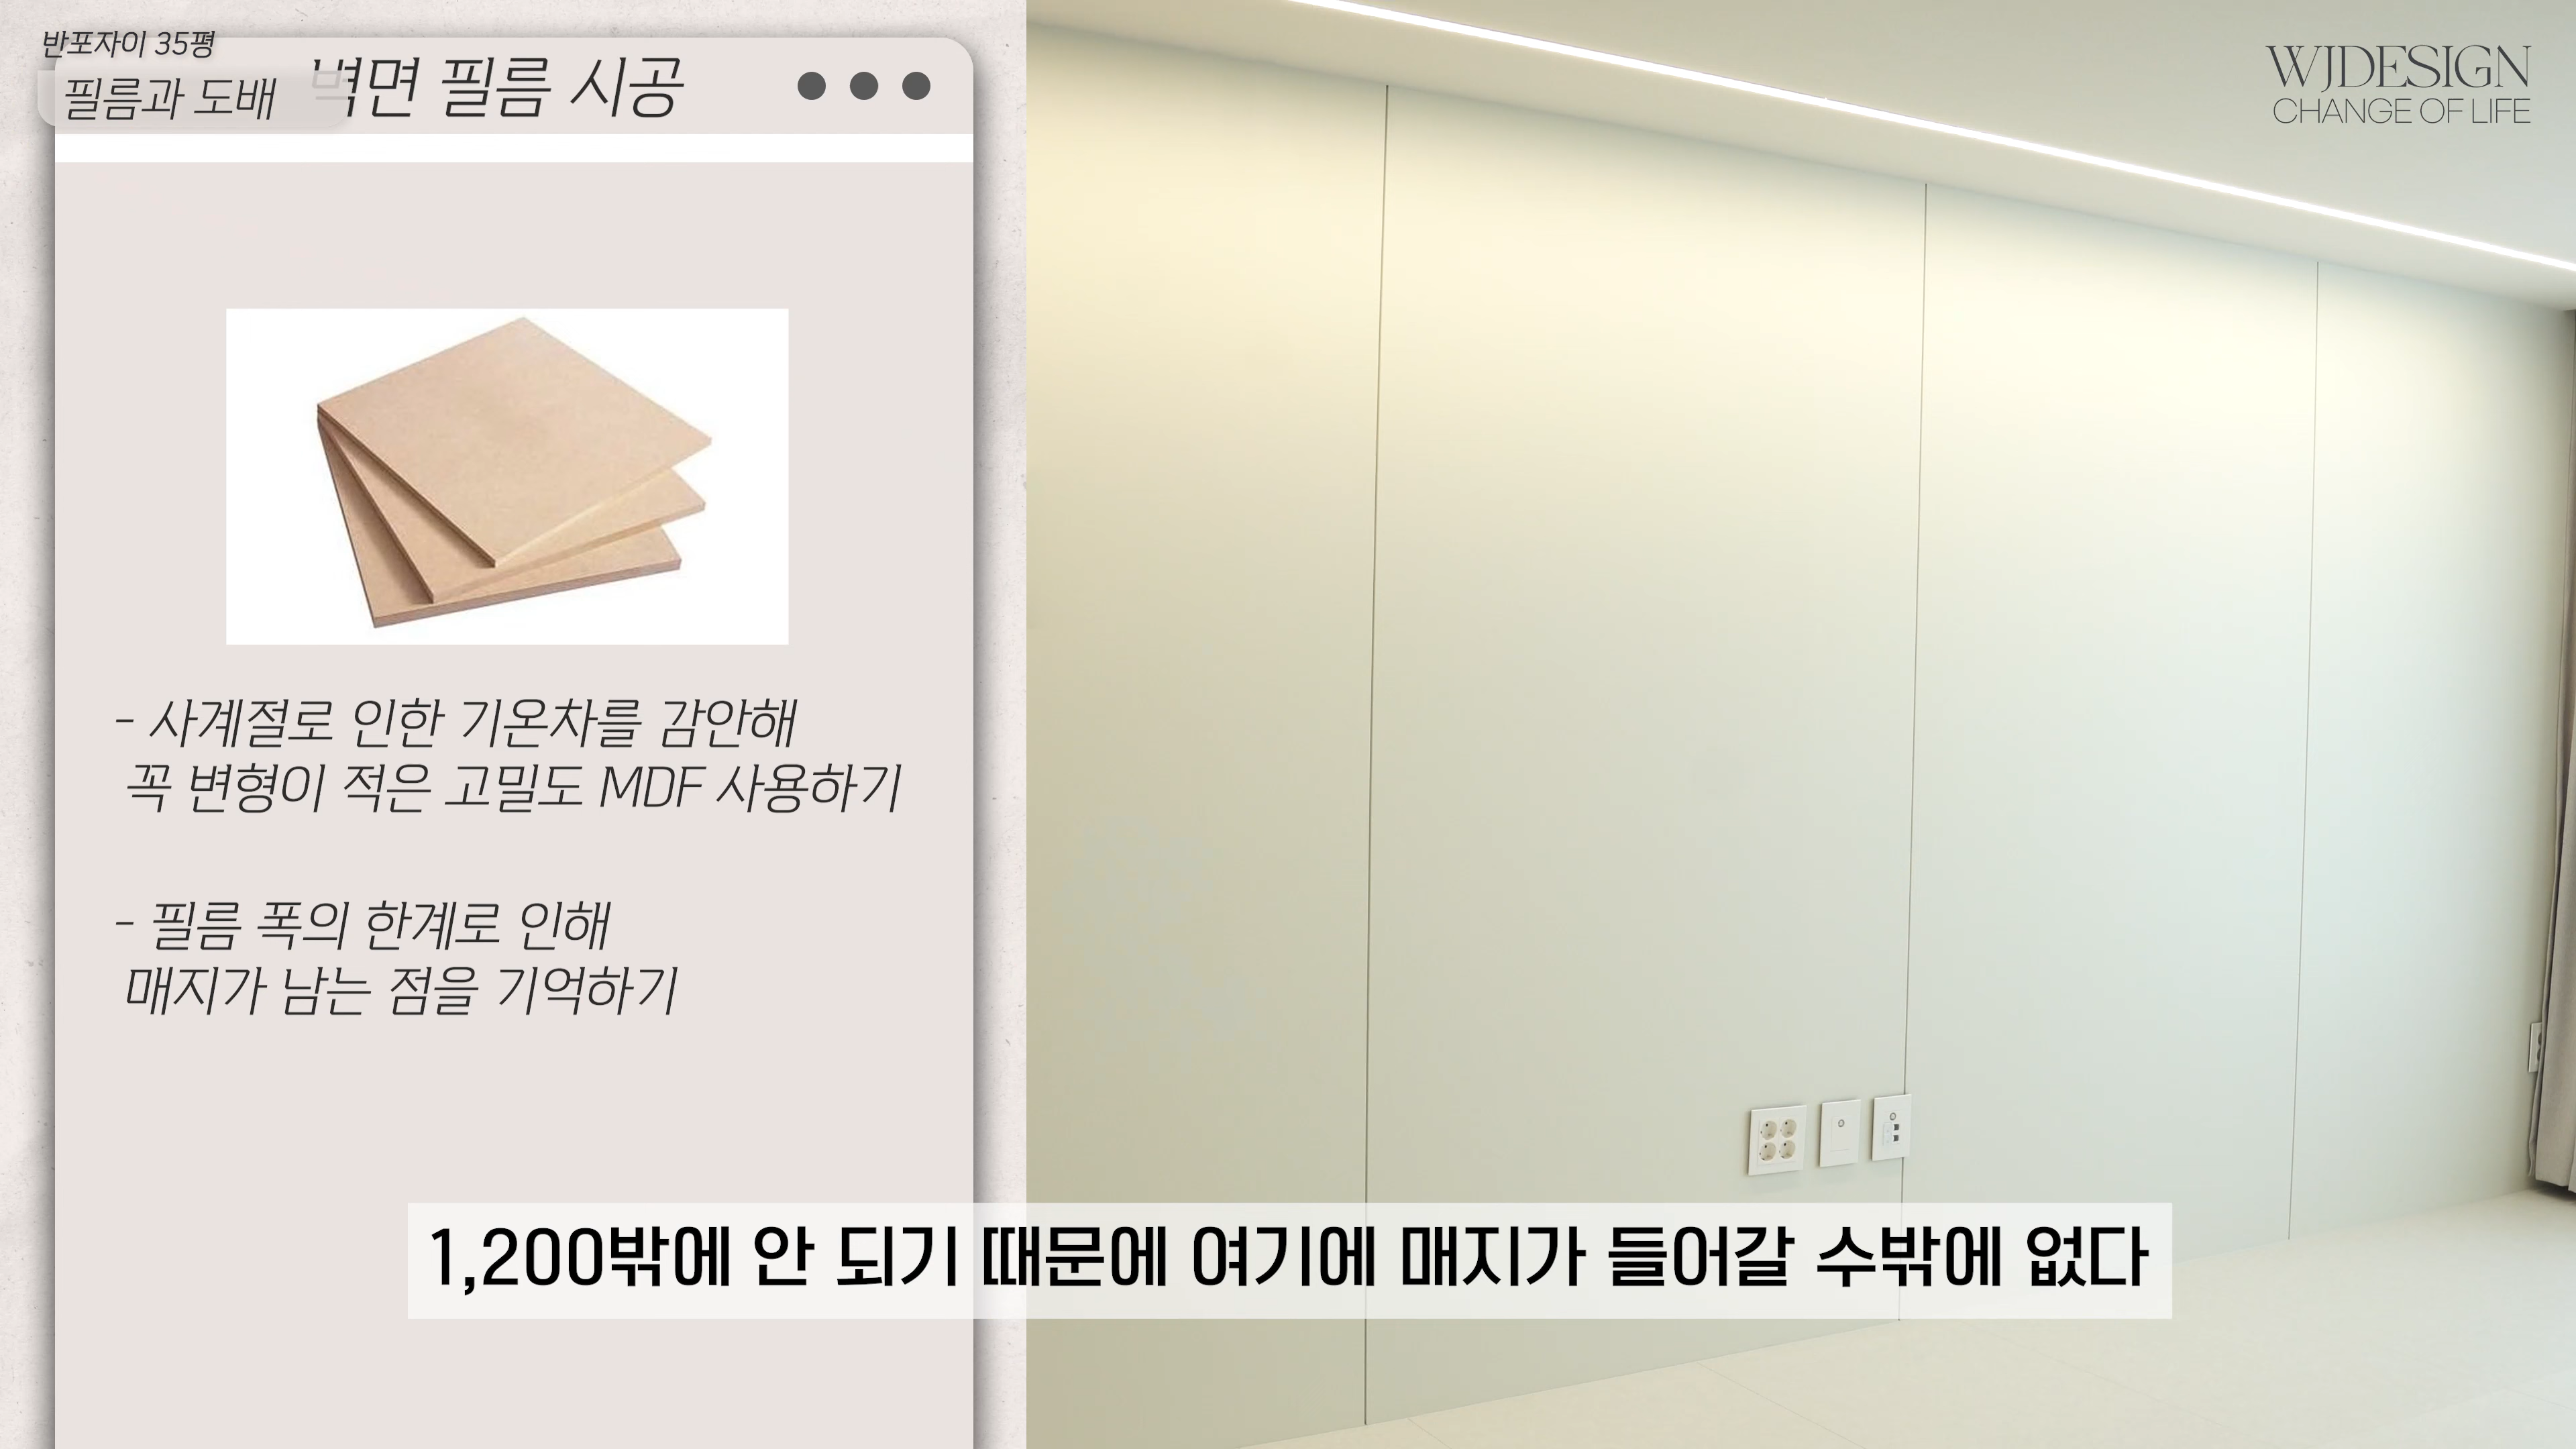 반포자이 35평
필름과 도배
벽면 필름 시공
WJDESIGN
CHANGE OF LIFE
- 사계절로 인한 기온차를 감안해
꼭 변형이 적은 고밀도 MDF 사용하기
- 필름 폭의 한계로 인해
매지가 남는 점을 기억하기
1,200밖에 안 되기 때문에 여기에 매지가 들어갈 수밖에 없다